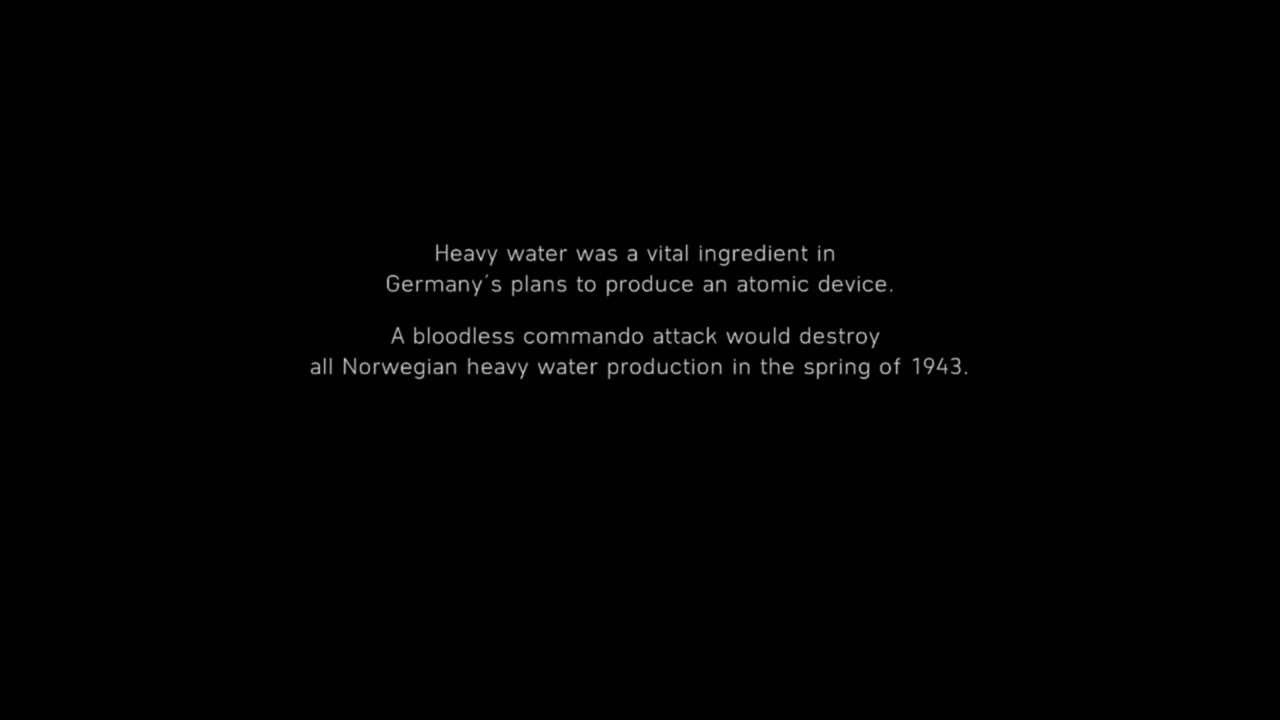 Heavy water was a vital ingredient in
Germany´s plans to produce an atomic device.
A bloodless commando attack would destroy
all Norwegian heavy water production in the spring of 1943.